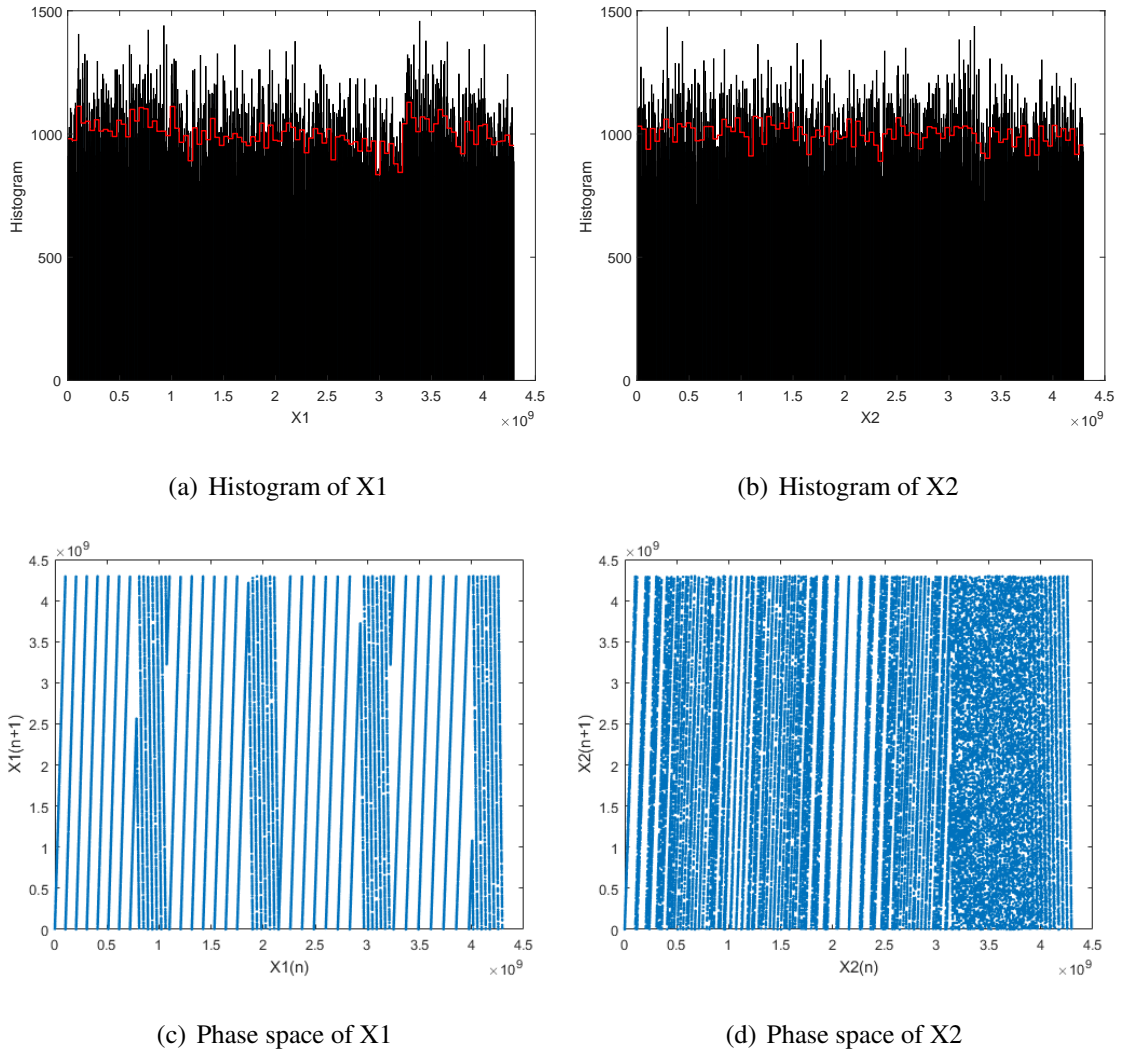 1500
1000
500
0
Histogram
0 0.5 1 1.5 2 2.5 3 3.5 4 4.5
X1
×10^9
1500
1000
500
0
Histogram
0 0.5 1 1.5 2 2.5 3 3.5 4 4.5
X2
×10^9
(a) Histogram of X1
(b) Histogram of X2
×10^9
4.5
4
3.5
3
2.5
2
1.5
1
0.5
0
X1(n+1)
0 0.5 1 1.5 2 2.5 3 3.5 4 4.5
X1(n)
×10^9
×10^9
4.5
4
3.5
3
2.5
2
1.5
1
0.5
0
X2(n+1)
0 0.5 1 1.5 2 2.5 3 3.5 4 4.5
X2(n)
×10^9
(c) Phase space of X1
(d) Phase space of X2